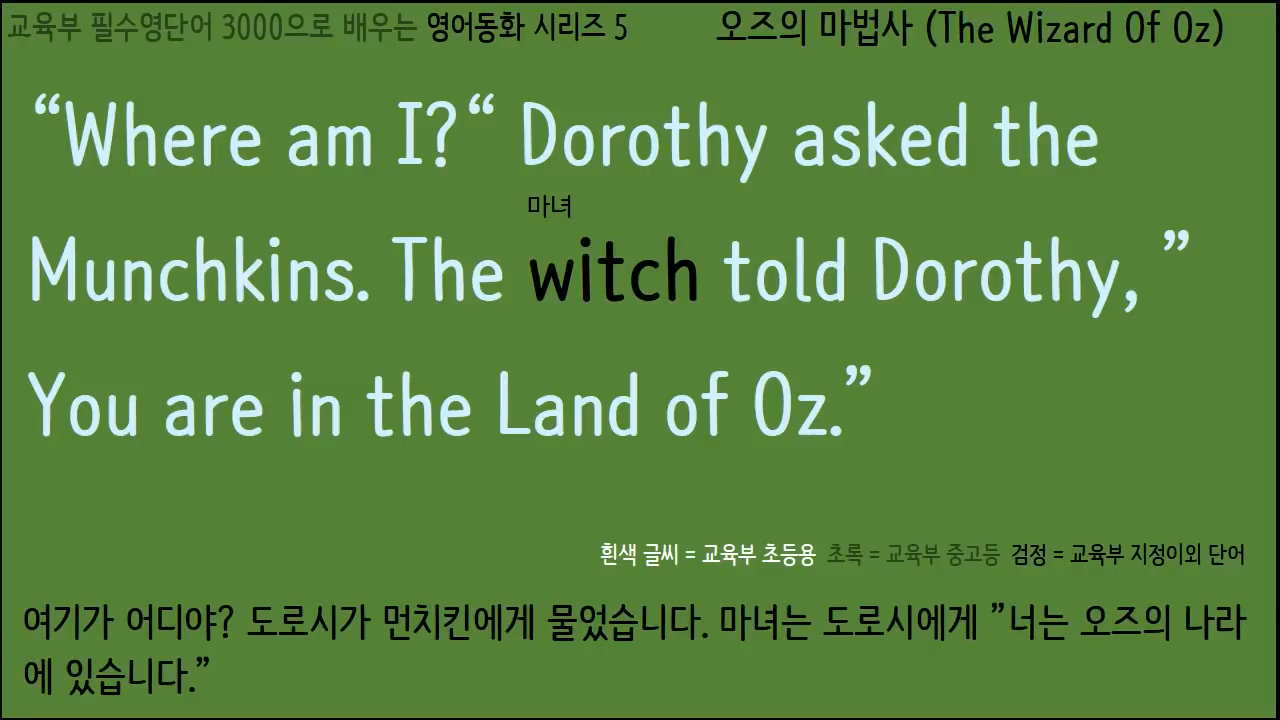 교육부 필수영단어 3000으로 배우는 영어동화 시리즈 5 오즈의 마법사 (The Wizard Of Oz)
“Where am I?“ Dorothy asked the
마녀
Munchkins. The witch told Dorothy, ”
You are in the Land of Oz.”
흰색 글씨 = 교육부 초등용 초록 = 교육부 중고등 검정 = 교육부 지정이외 단어
여기가 어디야? 도로시가 먼치킨에게 물었습니다. 마녀는 도로시에게 ”너는 오즈의 나라
에 있습니다.”